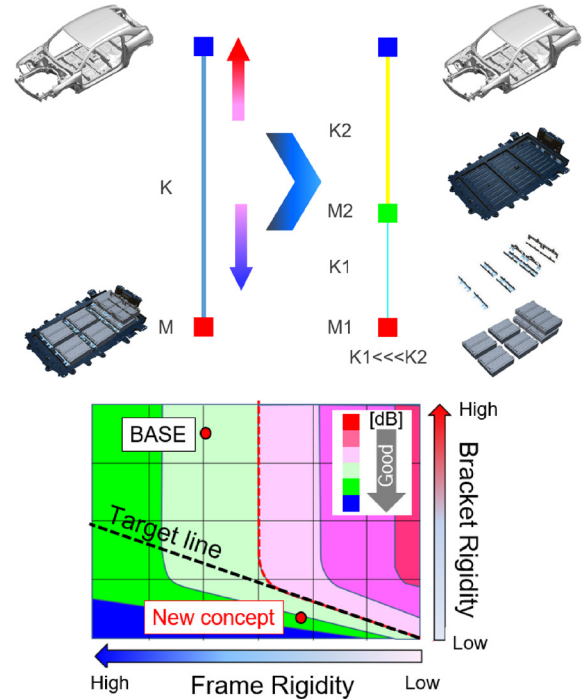 K
M
K2
M2
K1
M1
K1<<<K2
BASE
Target line
New concept
[dB]
Good
High
Bracket Rigidity
Low
High
Frame Rigidity
Low